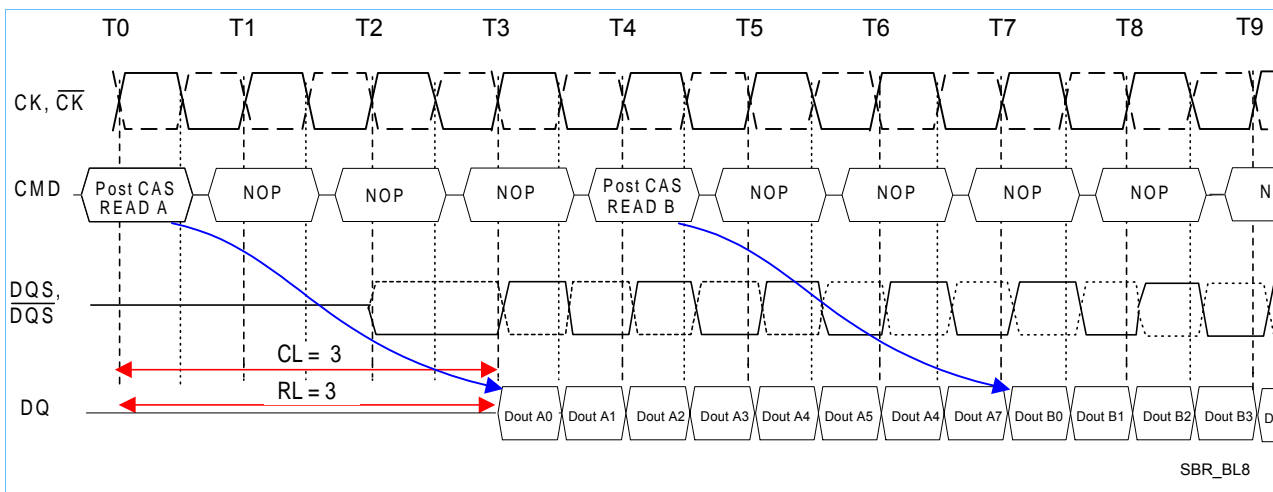 T0 T1 T2 T3 T4 T5 T6 T7 T8 T9
CK, CK
CMD
Post CAS
READ A
NOP
NOP
NOP
Post CAS
READ B
NOP
NOP
NOP
NOP
N
DQS,
DQS
CL = 3
RL = 3
DQ
Dout A0 Dout A1 Dout A2 Dout A3 Dout A4 Dout A5 Dout A4 Dout A7 Dout B0 Dout B1 Dout B2 Dout B3 D
SBR_BL8